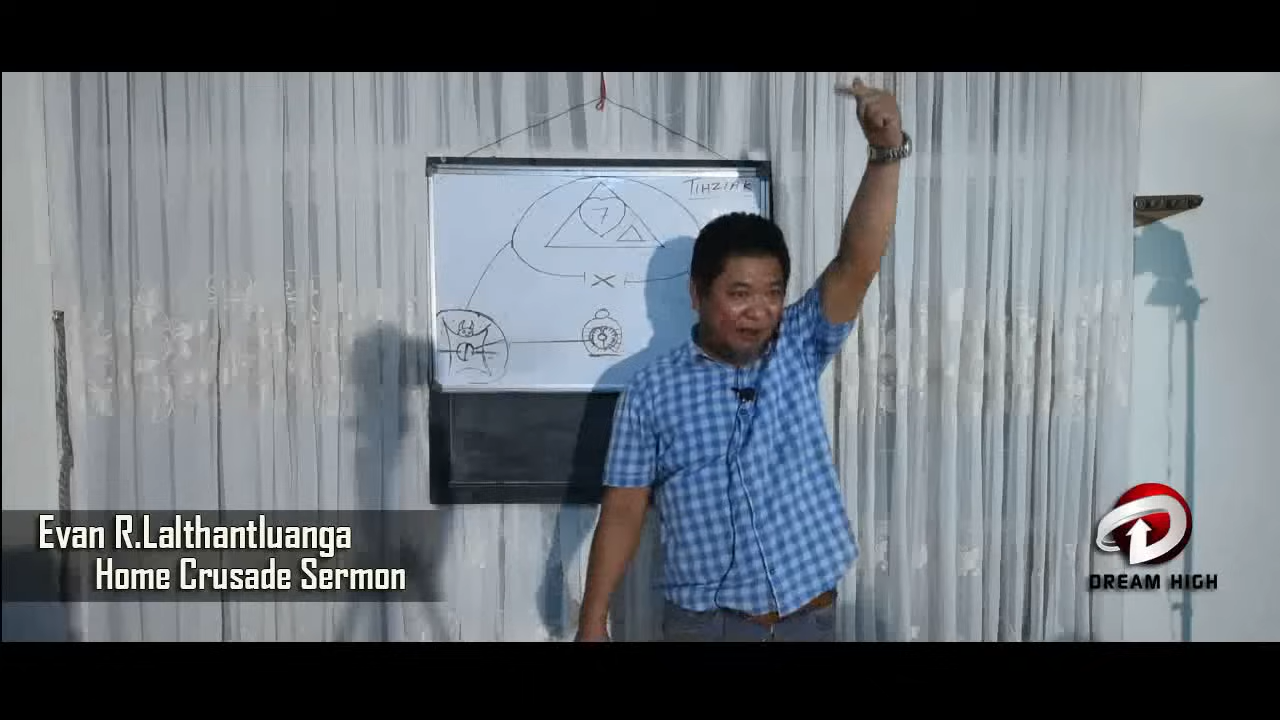 TIHZIAK
7
X
Evan R.Lalthantluanga
Home Crusade Sermon
DREAM HIGH